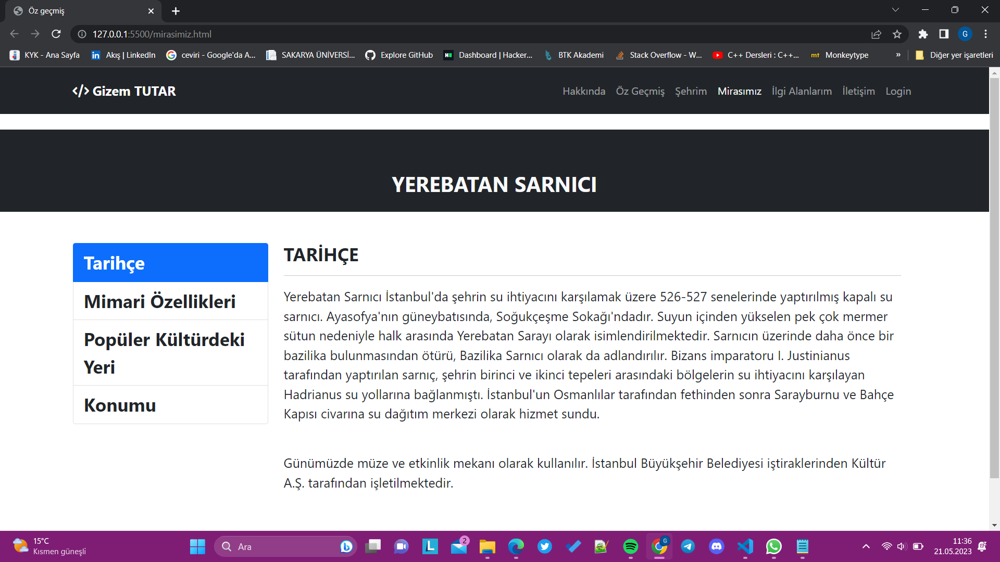 Öz geçmiş
127.0.0.1:5500/mirasimiz.html
G
KYK - Ana Sayfa
Akış | LinkedIn
ceviri - Google'da A...
SAKARYA ÜNİVERSİ...
Explore GitHub
Dashboard | Hacker...
BTK Akademi
Stack Overflow - W...
C++ Dersleri : C++...
mt Monkeytype
»
Diğer yer işaretleri
</> Gizem TUTAR
Hakkında Öz Geçmiş Şehrim Mirasımız İlgi Alanlarım İletişim Login
YEREBATAN SARNICI
Tarihçe
Mimari Özellikleri
Popüler Kültürdeki
Yeri
Konumu
TARİHÇE
Yerebatan Sarnıcı İstanbul'da şehrin su ihtiyacını karşılamak üzere 526-527 senelerinde yaptırılmış kapalı su
sarnıcı. Ayasofya'nın güneybatısında, Soğukçeşme Sokağı'ndadır. Suyun içinden yükselen pek çok mermer
sütun nedeniyle halk arasında Yerebatan Sarayı olarak isimlendirilmektedir. Sarnıcın üzerinde daha önce bir
bazilika bulunmasından ötürü, Bazilika Sarnıcı olarak da adlandırılır. Bizans imparatoru I. Justinianus
tarafından yaptırılan sarnıç, şehrin birinci ve ikinci tepeleri arasındaki bölgelerin su ihtiyacını karşılayan
Hadrianus su yollarına bağlanmıştı. İstanbul'un Osmanlılar tarafından fethinden sonra Sarayburnu ve Bahçe
Kapısı civarına su dağıtım merkezi olarak hizmet sundu.
Günümüzde müze ve etkinlik mekanı olarak kullanılır. İstanbul Büyükşehir Belediyesi iştiraklerinden Kültür
A.Ş. tarafından işletilmektedir.
15°C
Kısmen güneşli
Ara
L
2
G
11:36
21.05.2023